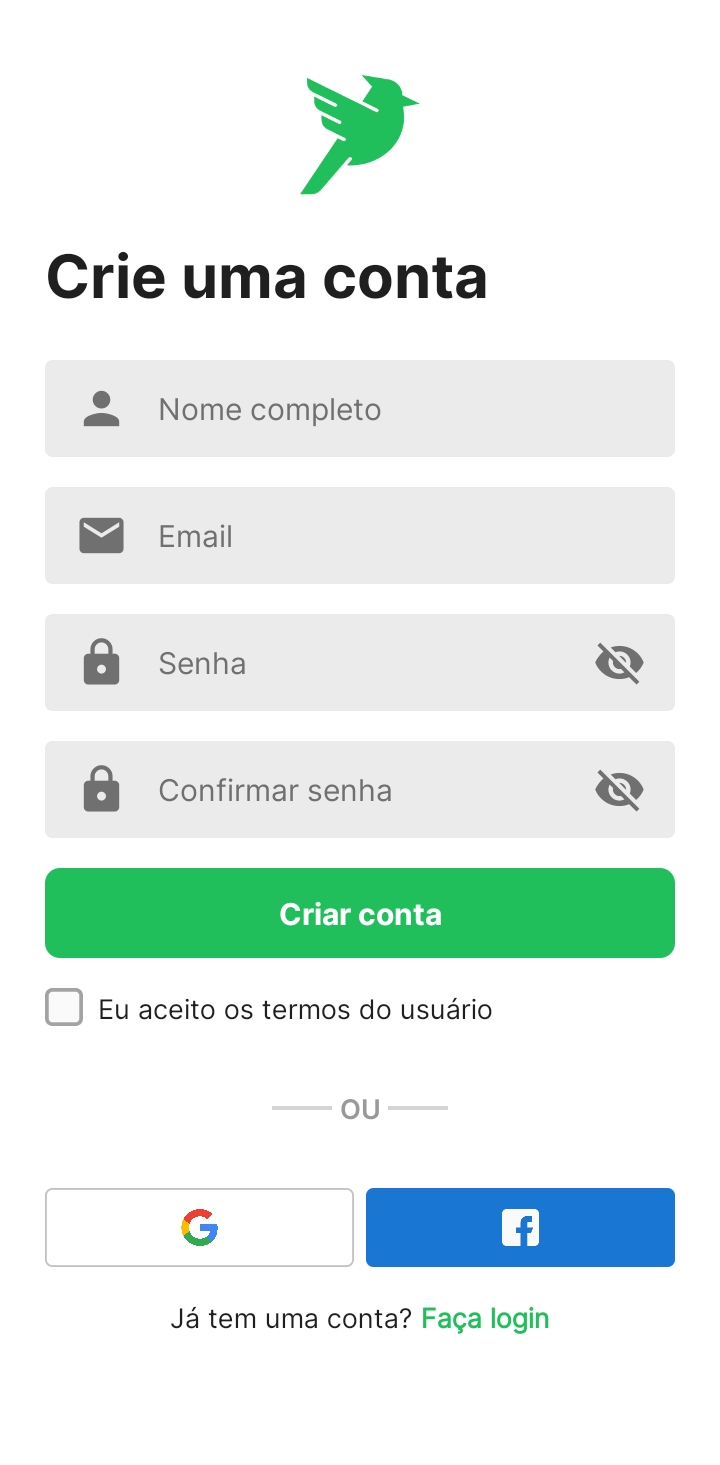 Crie uma conta
Nome completo
Email
Senha
Confirmar senha
Criar conta
Eu aceito os termos do usuário
OU
Já tem uma conta? Faça login